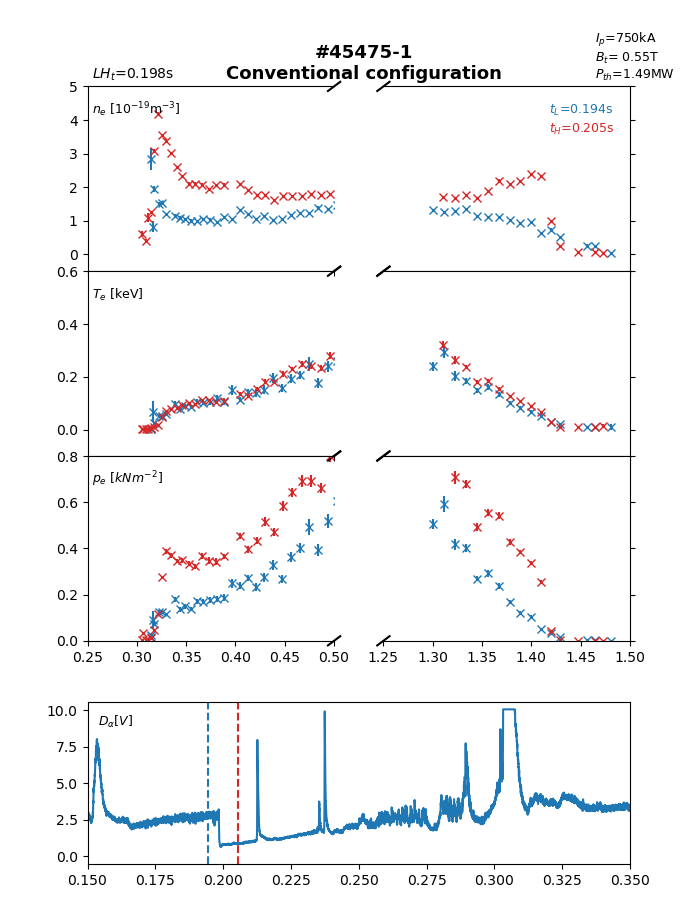 #45475-1
Conventional configuration
LH_t=0.198s
I_p=750kA
B_t= 0.55T
P_th=1.49MW
5
n_e [10^-19m^-3]
t_L=0.194s
t_H=0.205s
4
3
2
1
0
0.6
T_e [keV]
0.4
0.2
0.0
0.8
p_e [kNm^-2]
0.6
0.4
0.2
0.0
0.25 0.30 0.35 0.40 0.45 0.50 1.25 1.30 1.35 1.40 1.45 1.50
10.0
D_α[V]
7.5
5.0
2.5
0.0
0.150 0.175 0.200 0.225 0.250 0.275 0.300 0.325 0.350